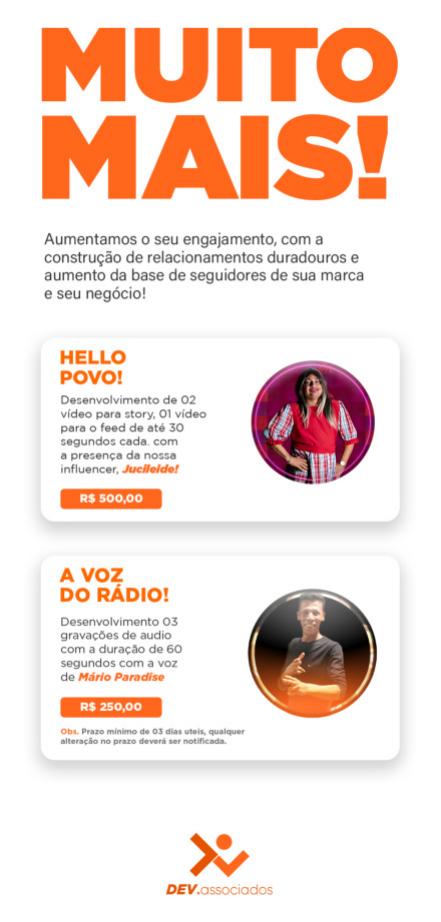 MUITO
MAIS!
Aumentamos o seu engajamento, com a
construção de relacionamentos duradouros e
aumento da base de seguidores de sua marca
e seu negócio!
HELLO
POVO!
Desenvolvimento de 02
vídeo para story, 01 vídeo
para o feed de até 30
segundos cada. com
a presença da nossa
influencer, Jucileide!
R$ 500,00
A VOZ
DO RÁDIO!
Desenvolvimento 03
gravações de audio
com a duração de 60
segundos com a voz
de Mário Paradise
R$ 250,00
Obs. Prazo mínimo de 03 dias uteis, qualquer
alteração no prazo deverá ser notificada.
DEV.associados